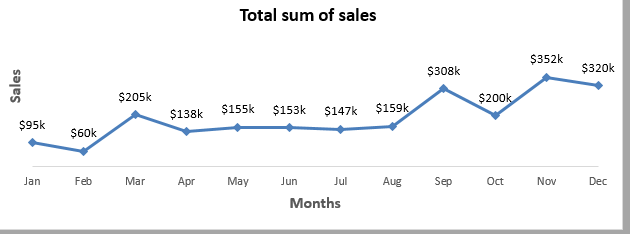 Total sum of sales
Sales
$95k
$60k
$205k
$138k
$155k
$153k
$147k
$159k
$308k
$200k
$352k
$320k
Jan Feb Mar Apr May Jun Jul Aug Sep Oct Nov Dec
Months